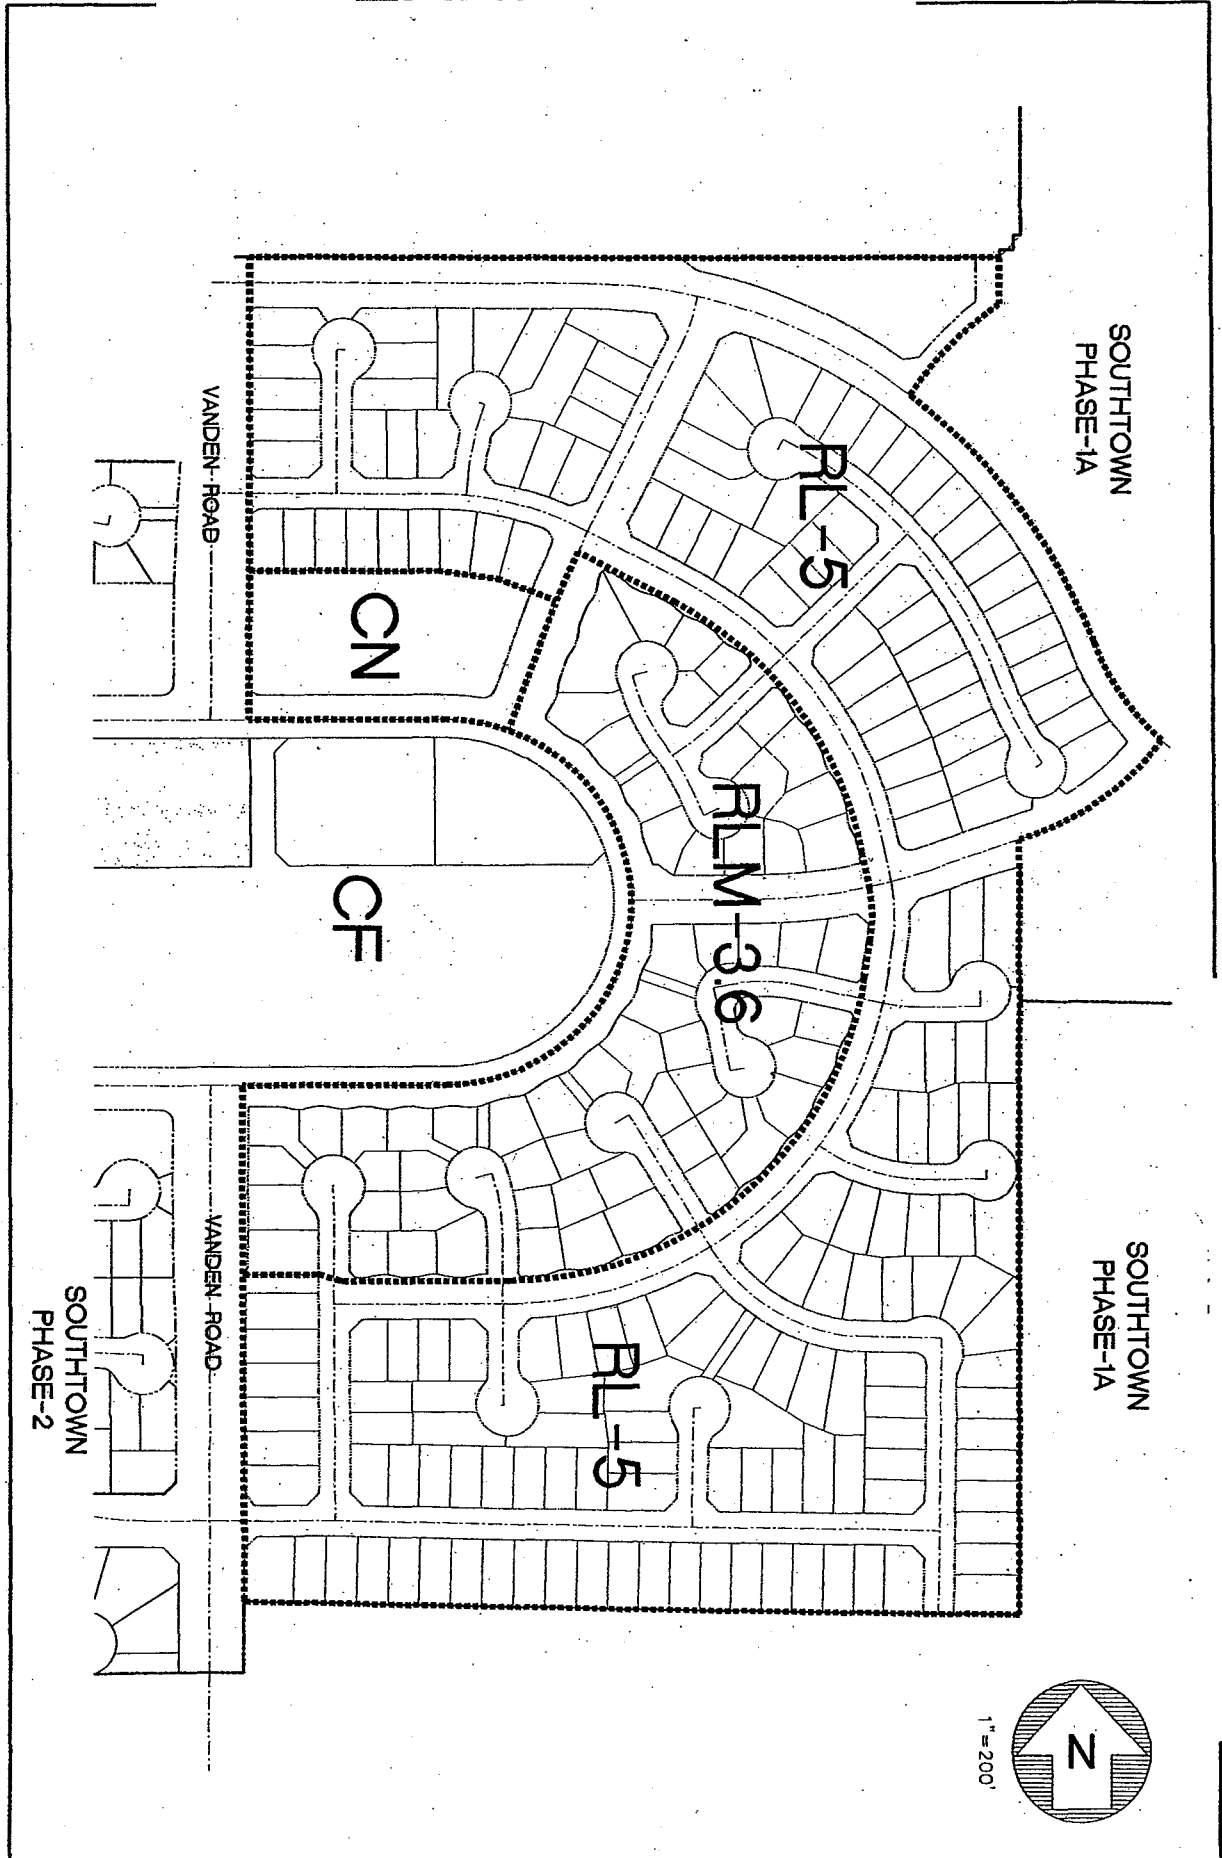 SOUTHTOWN
PHASE-1A
SOUTHTOWN
PHASE-1A
RL-5
VANDEN ROAD
CN
RLM-3.6
CF
RL-5
VANDEN ROAD
SOUTHTOWN
PHASE-2
N
1"=200'